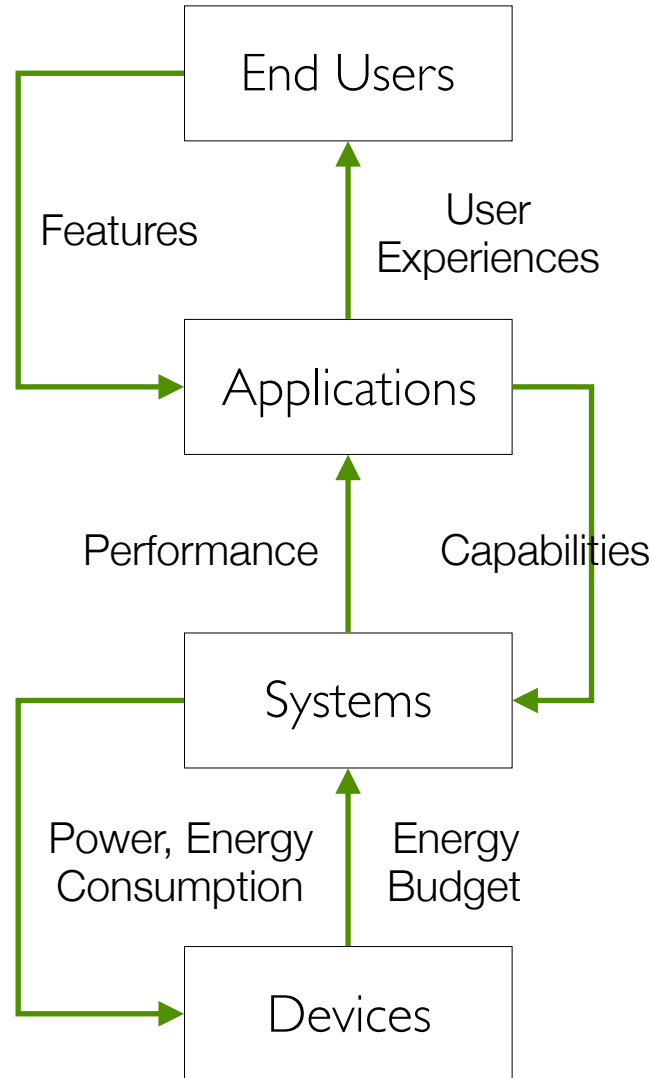 End Users
Features
User
Experiences
Applications
Performance
Capabilities
Systems
Power, Energy
Consumption
Energy
Budget
Devices